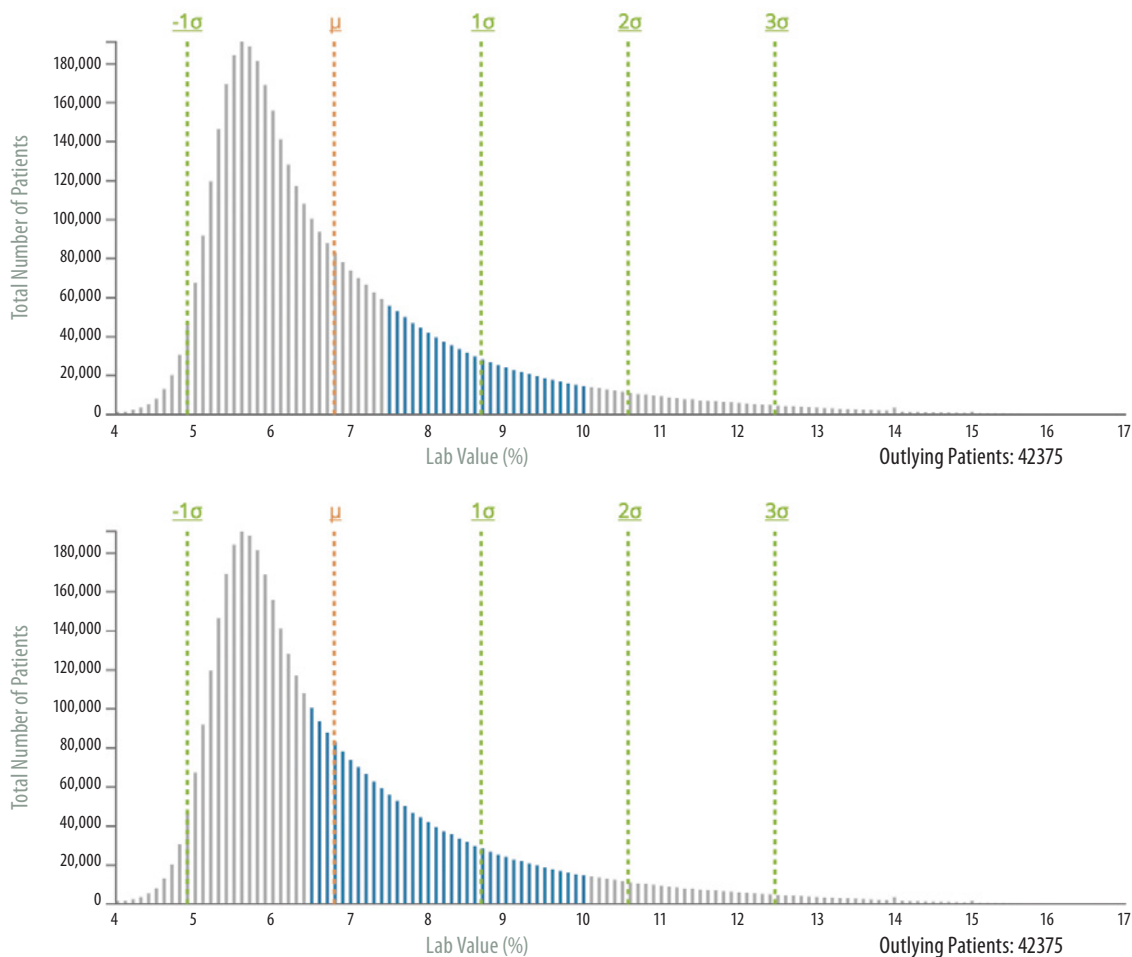 -1σ μ 1σ 2σ 3σ
Total Number of Patients
180,000
160,000
140,000
120,000
100,000
80,000
60,000
40,000
20,000
0
4 5 6 7 8 9 10 11 12 13 14 15 16 17
Lab Value (%)
Outlying Patients: 42375
-1σ μ 1σ 2σ 3σ
Total Number of Patients
180,000
160,000
140,000
120,000
100,000
80,000
60,000
40,000
20,000
0
4 5 6 7 8 9 10 11 12 13 14 15 16 17
Lab Value (%)
Outlying Patients: 42375